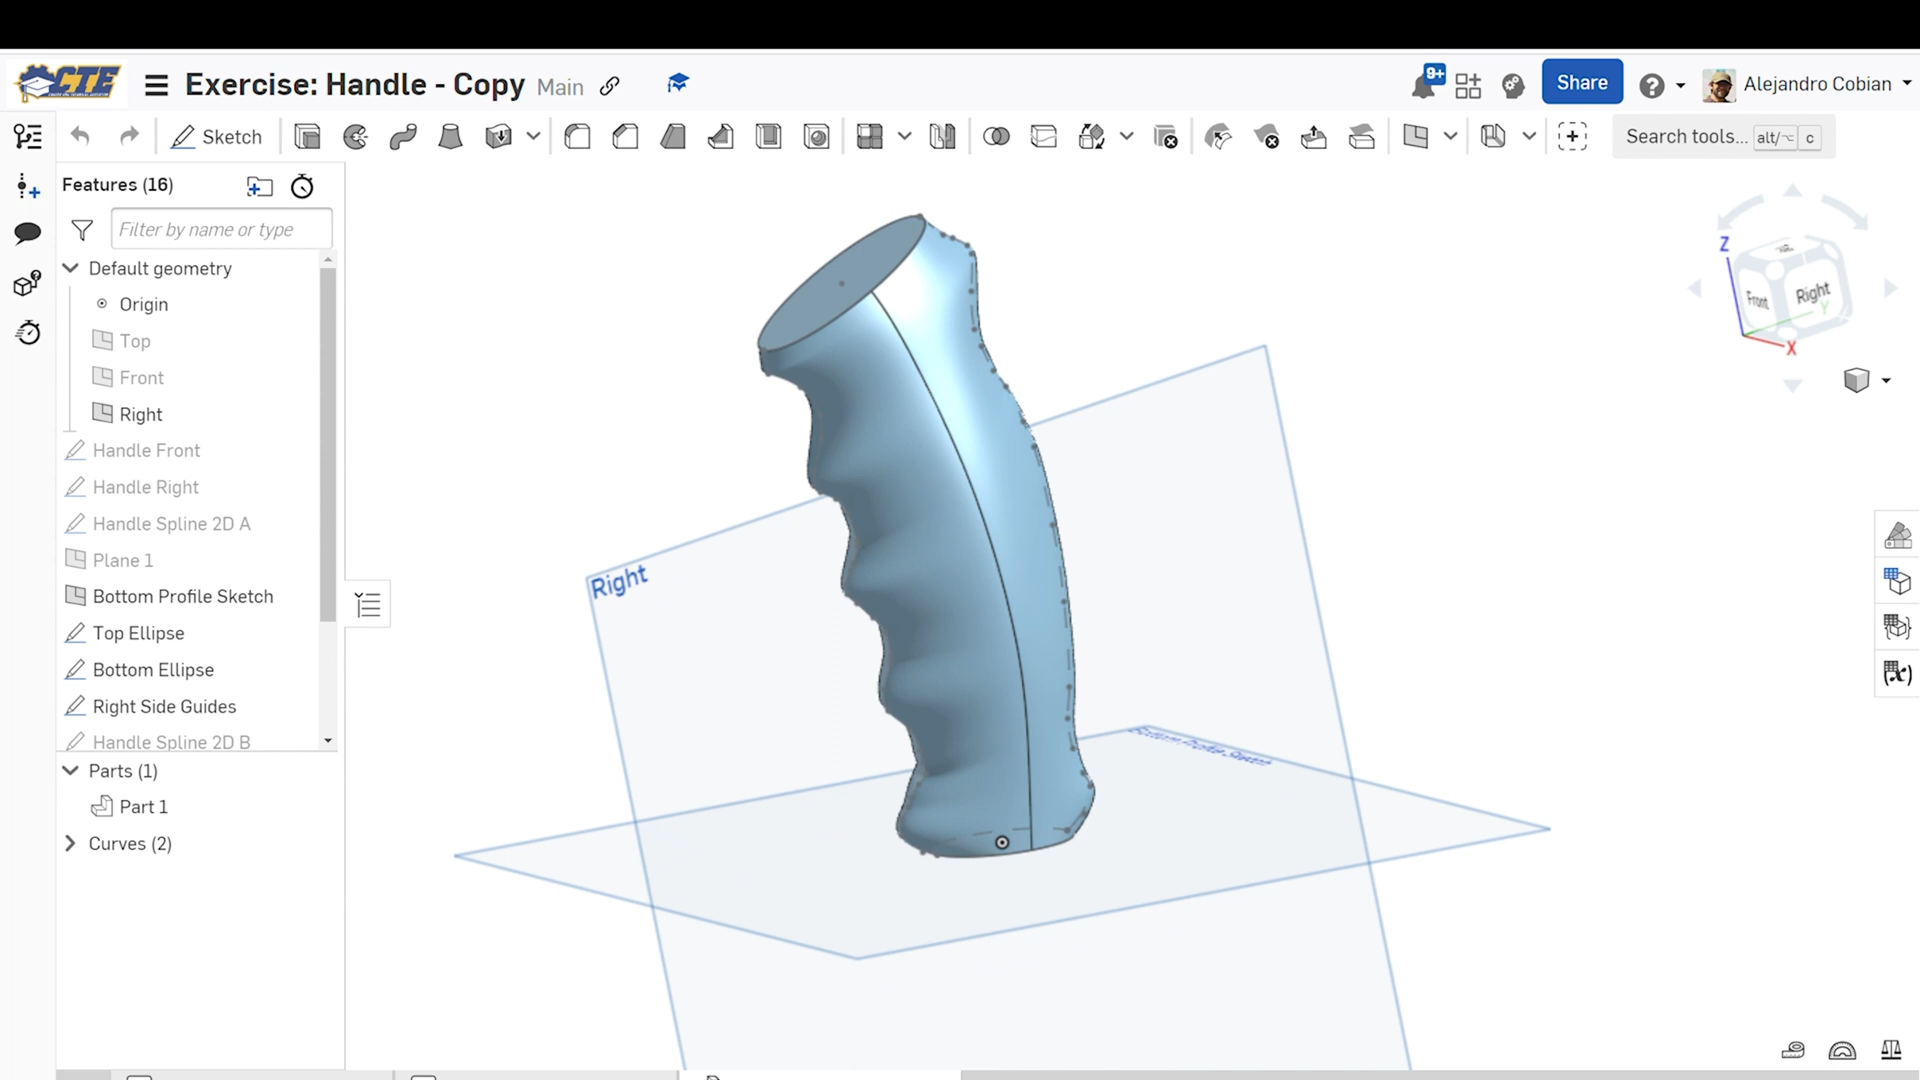 CTE
Exercise: Handle - Copy Main
9+
Share
Alejandro Cobian
Sketch
Search tools... alt/⌥ c
Features (16)
Filter by name or type
Default geometry
Origin
Top
Front
Right
Handle Front
Handle Right
Handle Spline 2D A
Plane 1
Bottom Profile Sketch
Top Ellipse
Bottom Ellipse
Right Side Guides
Handle Spline 2D B
Parts (1)
Part 1
Curves (2)
Right
Bottom Profile Sketch
Z
Front
Right
Y
X
(x)